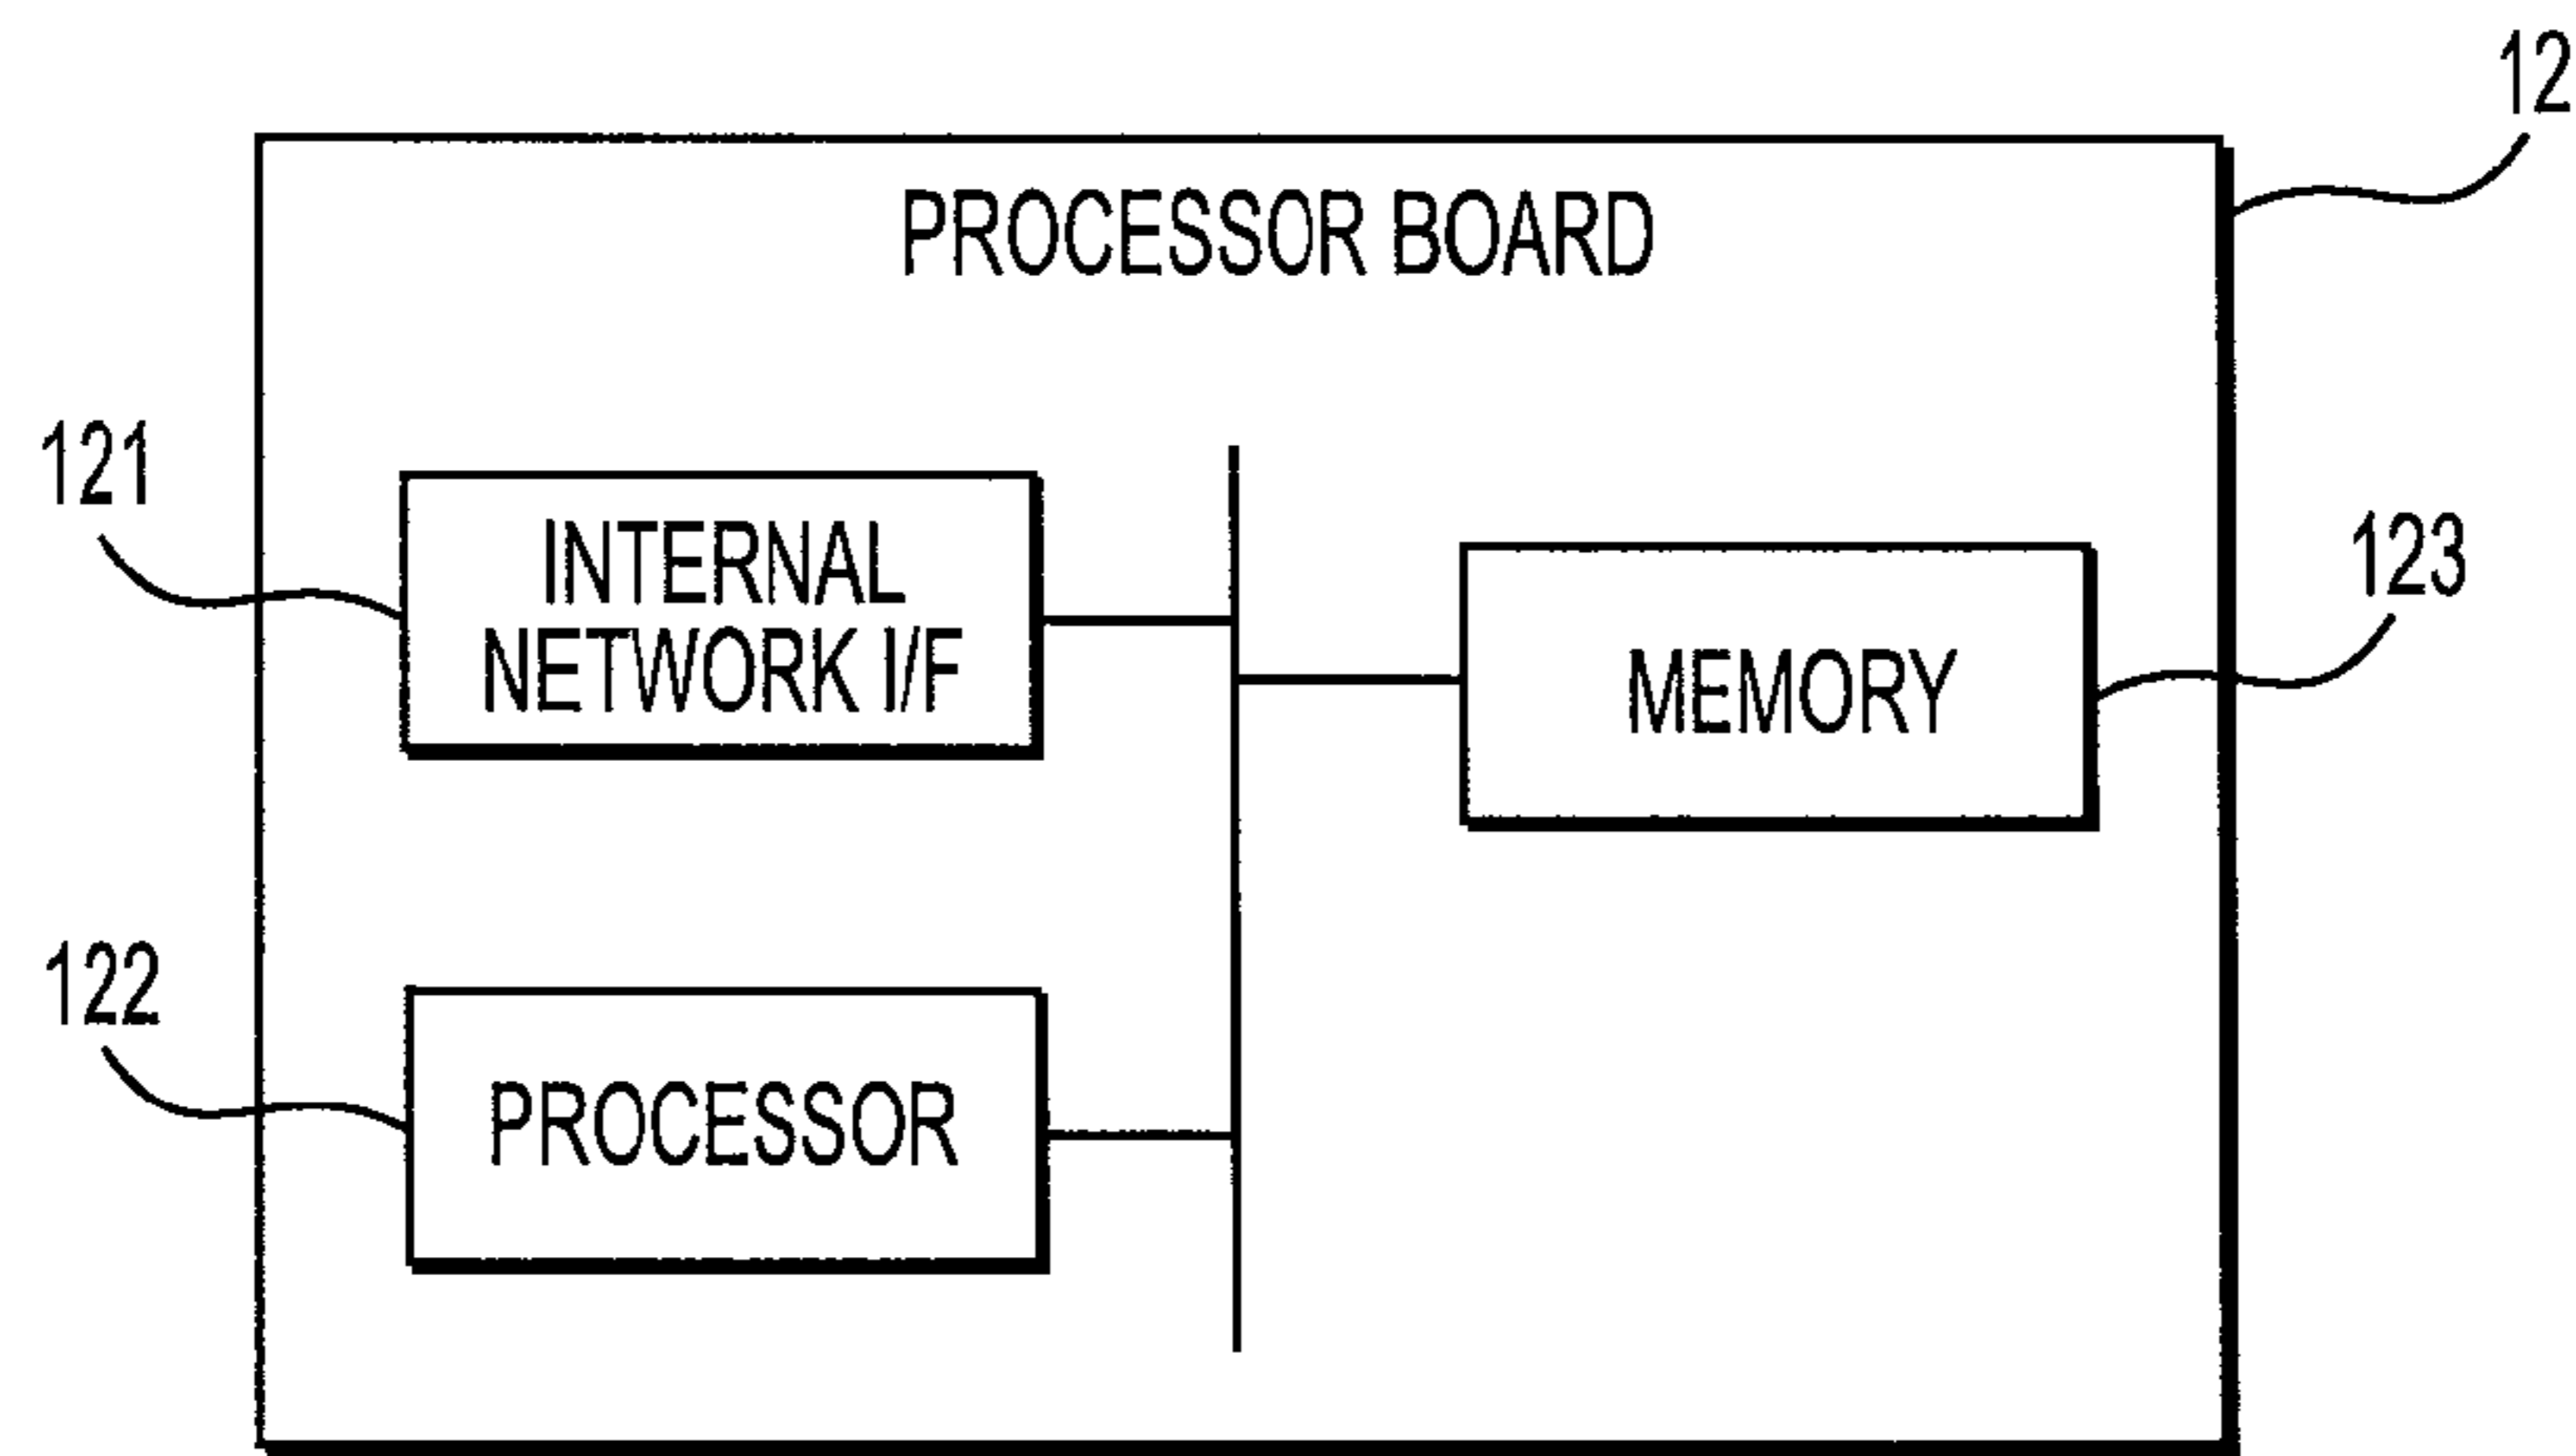 12
PROCESSOR BOARD
121
INTERNAL
NETWORK I/F
123
MEMORY
122
PROCESSOR